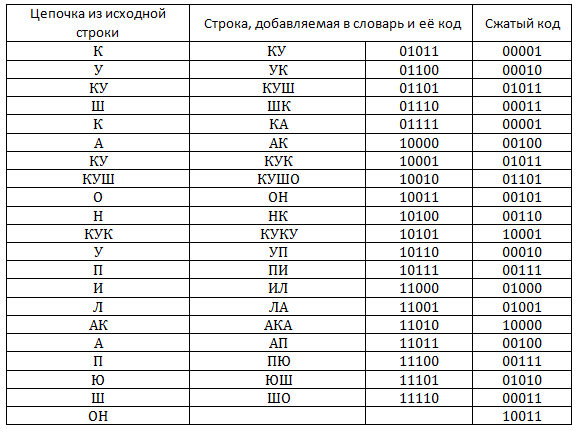 Цепочка из исходной строки | Строка, добавляемая в словарь и её код | Сжатый код
К | КУ | 01011 | 00001
У | УК | 01100 | 00010
КУ | КУШ | 01101 | 01011
Ш | ШК | 01110 | 00011
К | КА | 01111 | 00001
А | АК | 10000 | 00100
КУ | КУК | 10001 | 01011
КУШ | КУШО | 10010 | 01101
О | ОН | 10011 | 00101
Н | НК | 10100 | 00110
КУК | КУКУ | 10101 | 10001
У | УП | 10110 | 00010
П | ПИ | 10111 | 00111
И | ИЛ | 11000 | 01000
Л | ЛА | 11001 | 01001
АК | АКА | 11010 | 10000
А | АП | 11011 | 00100
П | ПЮ | 11100 | 00111
Ю | ЮШ | 11101 | 01010
Ш | ШО | 11110 | 00011
ОН | | | 10011